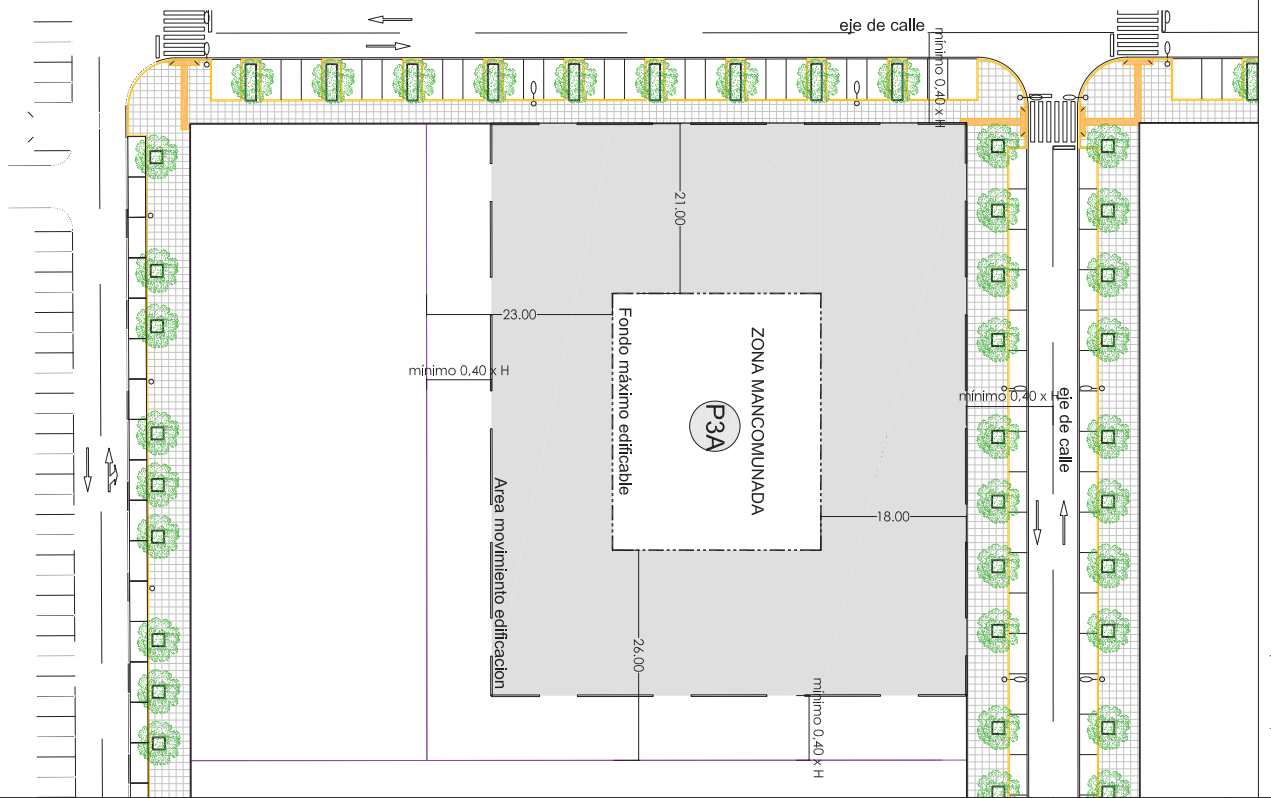 eje de calle
mínimo 0,40 x H
21.00
23.00
mínimo 0,40 x H
Fondo máximo edificable
ZONA MANCOMUNADA
P3A
mínimo 0,40 x H
eje de calle
Area movimiento edificacion
18.00
26.00
mínimo 0,40 x H